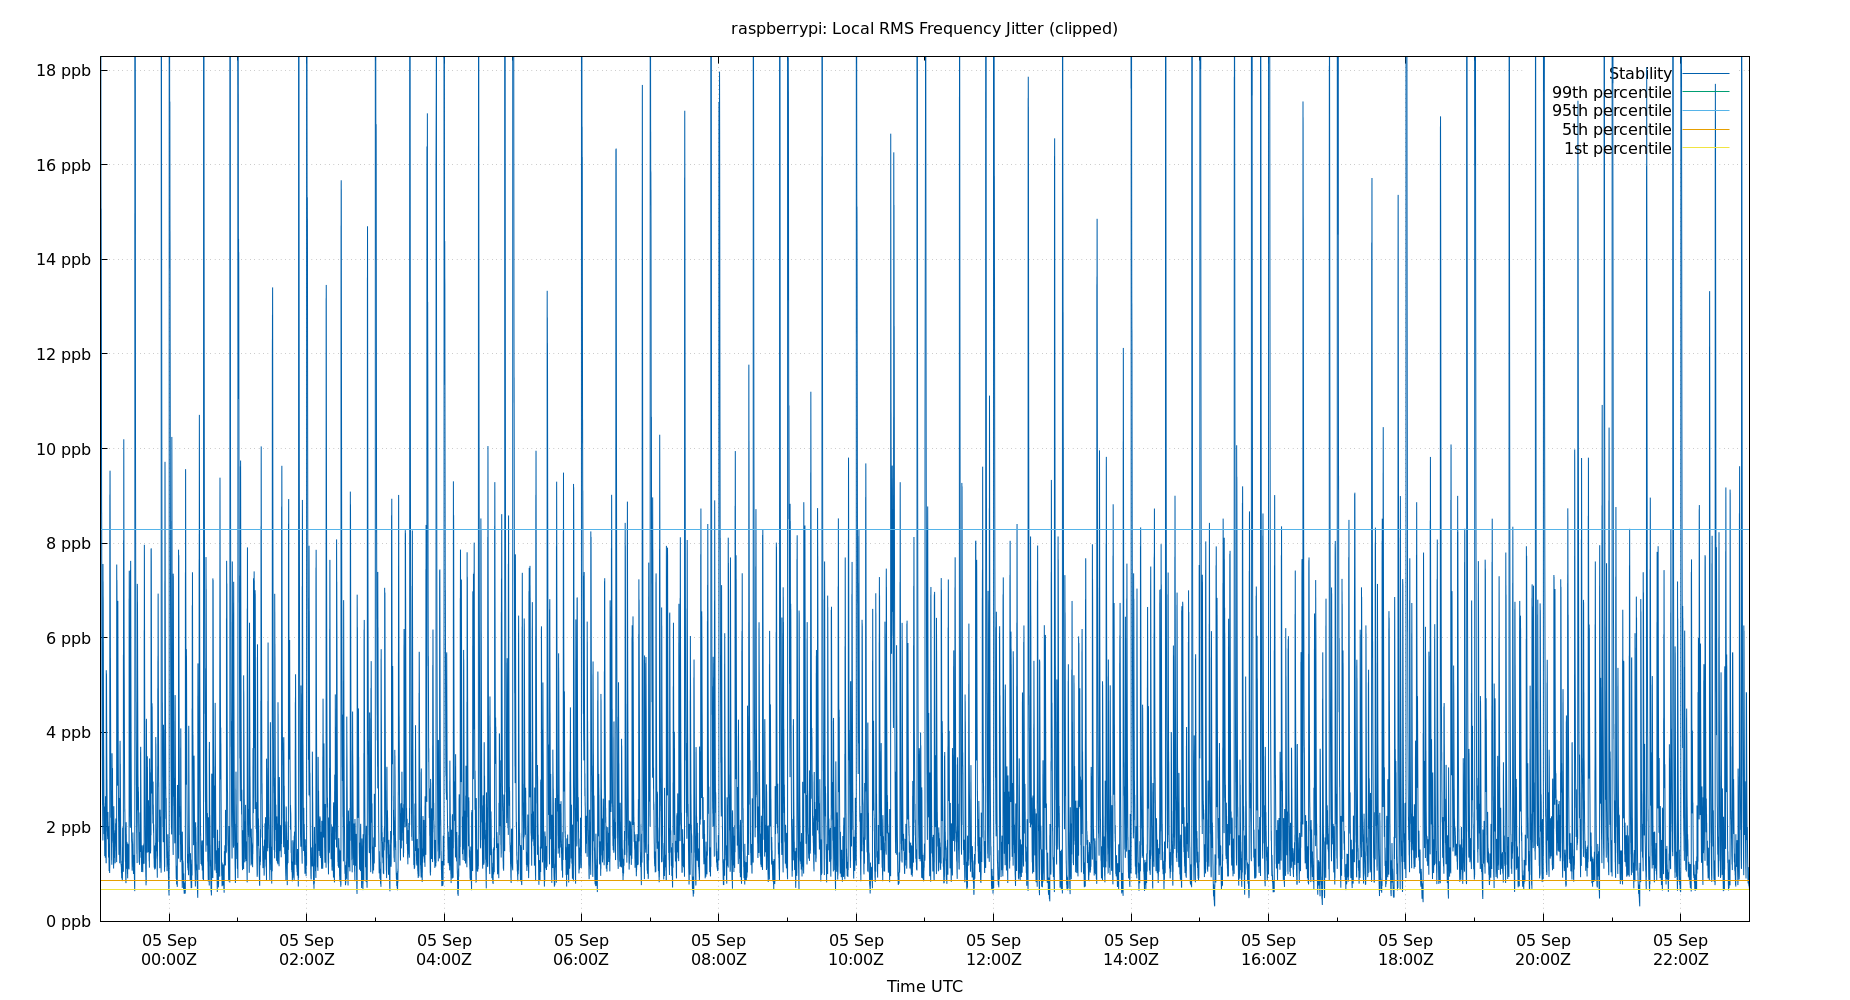 raspberrypi: Local RMS Frequency Jitter (clipped)
18 ppb
16 ppb
14 ppb
12 ppb
10 ppb
8 ppb
6 ppb
4 ppb
2 ppb
0 ppb
Stability
99th percentile
95th percentile
5th percentile
1st percentile
05 Sep 05 Sep 05 Sep 05 Sep 05 Sep 05 Sep 05 Sep 05 Sep 05 Sep 05 Sep 05 Sep 05 Sep
00:00Z 02:00Z 04:00Z 06:00Z 08:00Z 10:00Z 12:00Z 14:00Z 16:00Z 18:00Z 20:00Z 22:00Z
Time UTC